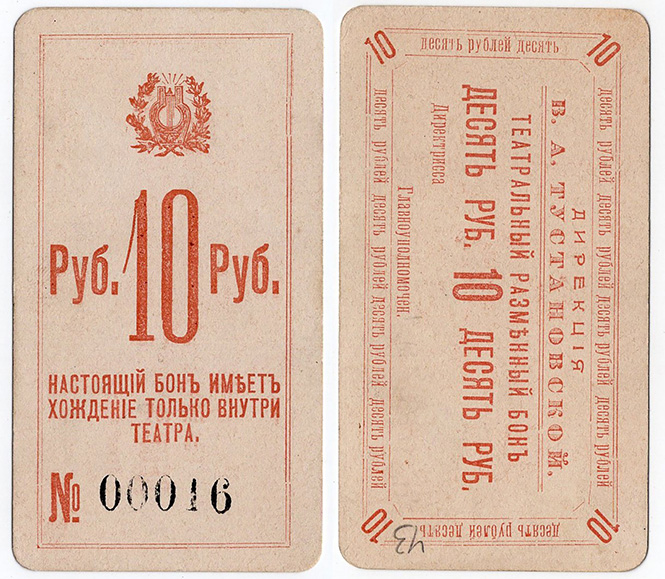 Руб. 10 Руб.
НАСТОЯЩІЙ БОНЪ ИМѢЕТЪ
ХОЖДЕНІЕ ТОЛЬКО ВНУТРИ
ТЕАТРА.
№ 00016
10 десять рублей десять 10
десять рублей десять рублей десять рублей десять рублей
ДИРЕКЦІЯ
В. А. ТУСТАНОВСКОЙ.
ТЕАТРАЛЬНЫЙ РАЗМѢННЫЙ БОНЪ
ДЕСЯТЬ РУБ. 10 ДЕСЯТЬ РУБ.
Директрисса
Главноуполномочен.
десять рублей десять рублей десять рублей десять рублей
10 десять рублей десять 10
43